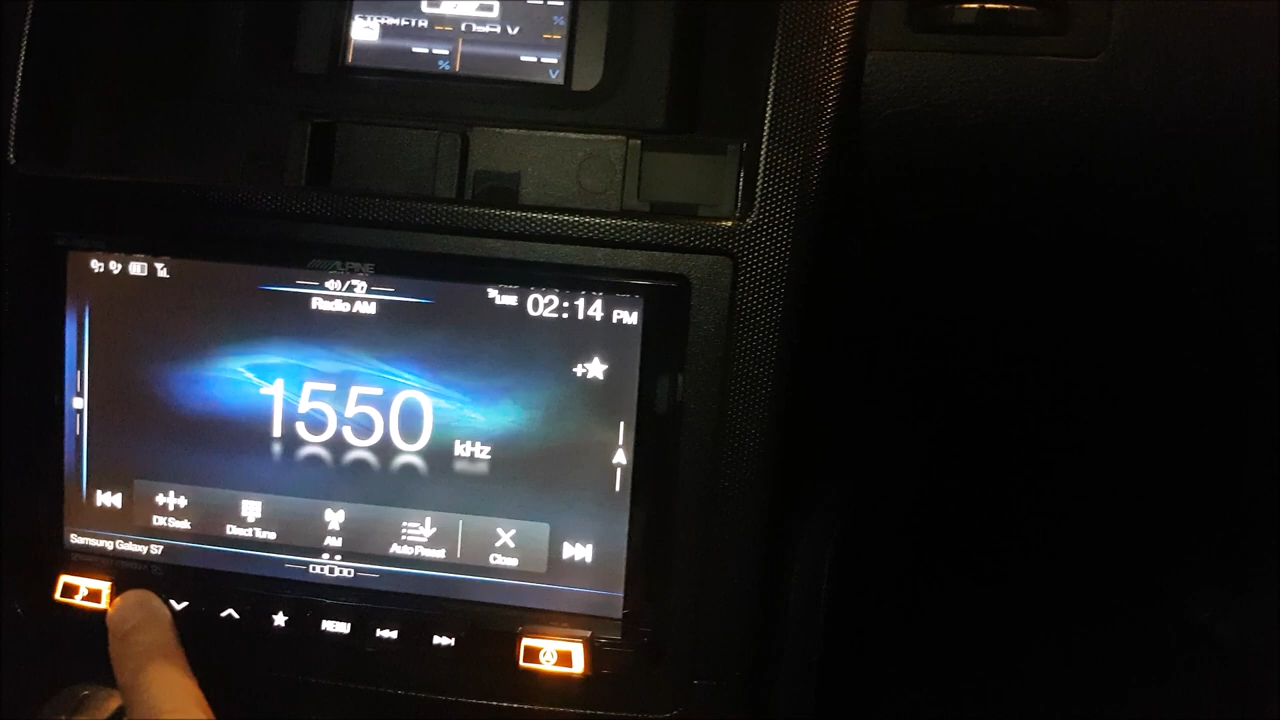 %
% V
ALPINE
Radio AM
02:14 PM
+
1550
kHz
DX Seek
Direct Tune
AM
Auto Preset
Close
Samsung Galaxy S7
MENU